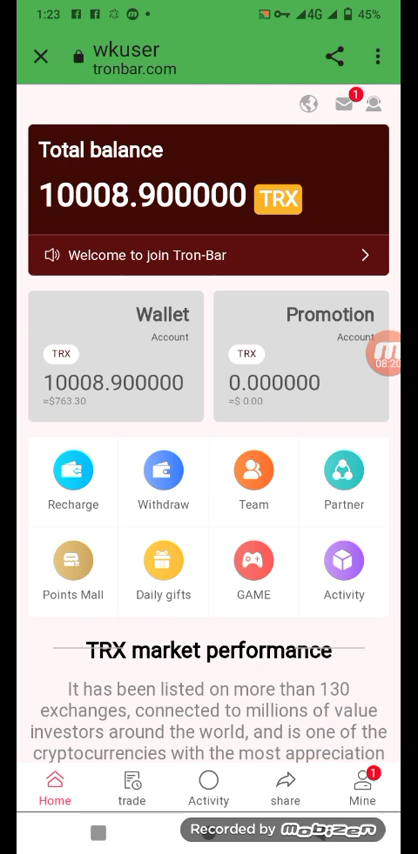 1:23
4G
45%
wkuser
tronbar.com
1
Total balance
10008.900000 TRX
Welcome to join Tron-Bar
Wallet
Account
TRX
10008.900000
≈$763.30
Promotion
Account
TRX
0.000000
≈$ 0.00
08:20
Recharge
Withdraw
Team
Partner
Points Mall
Daily gifts
GAME
Activity
TRX market performance
It has been listed on more than 130
exchanges, connected to millions of value
investors around the world, and is one of the
cryptocurrencies with the most appreciation
Home
trade
Activity
share
1
Mine
Recorded by mobizen